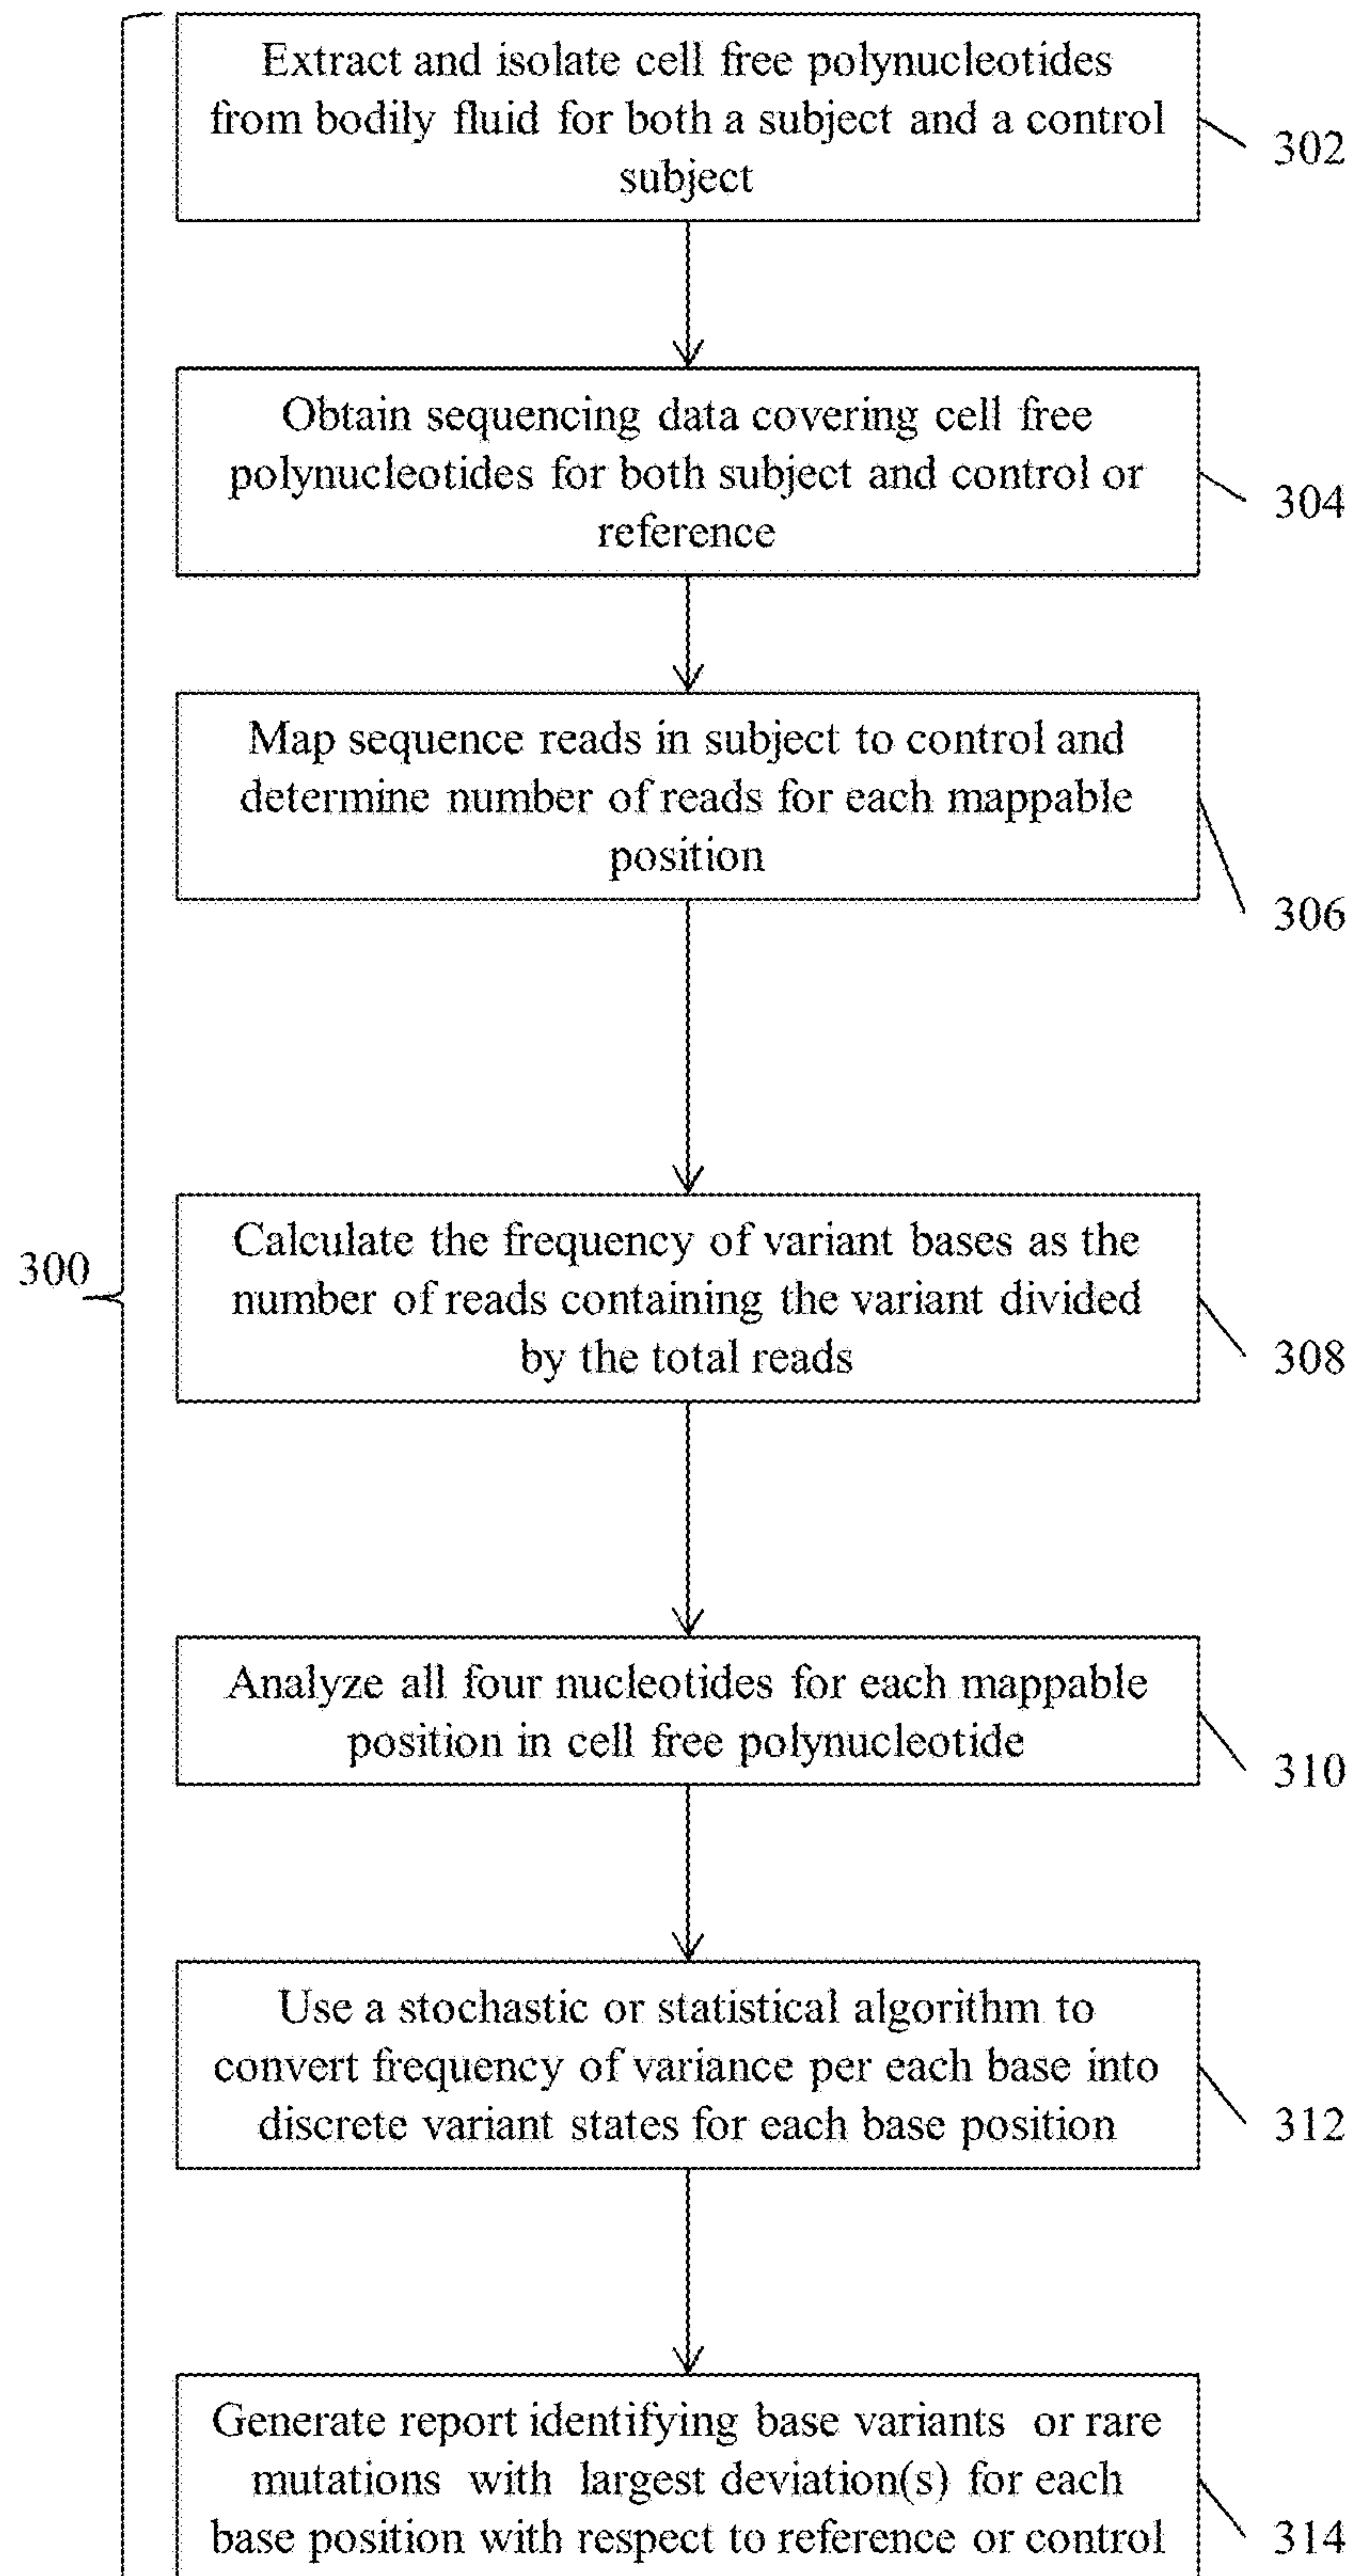 Extract and isolate cell free polynucleotides
from bodily fluid for both a subject and a control
subject
302
Obtain sequencing data covering cell free
polynucleotides for both subject and control or
reference
304
Map sequence reads in subject to control and
determine number of reads for each mappable
position
306
300
Calculate the frequency of variant bases as the
number of reads containing the variant divided
by the total reads
308
Analyze all four nucleotides for each mappable
position in cell free polynucleotide
310
Use a stochastic or statistical algorithm to
convert frequency of variance per each base into
discrete variant states for each base position
312
Generate report identifying base variants or rare
mutations with largest deviation(s) for each
base position with respect to reference or control
314